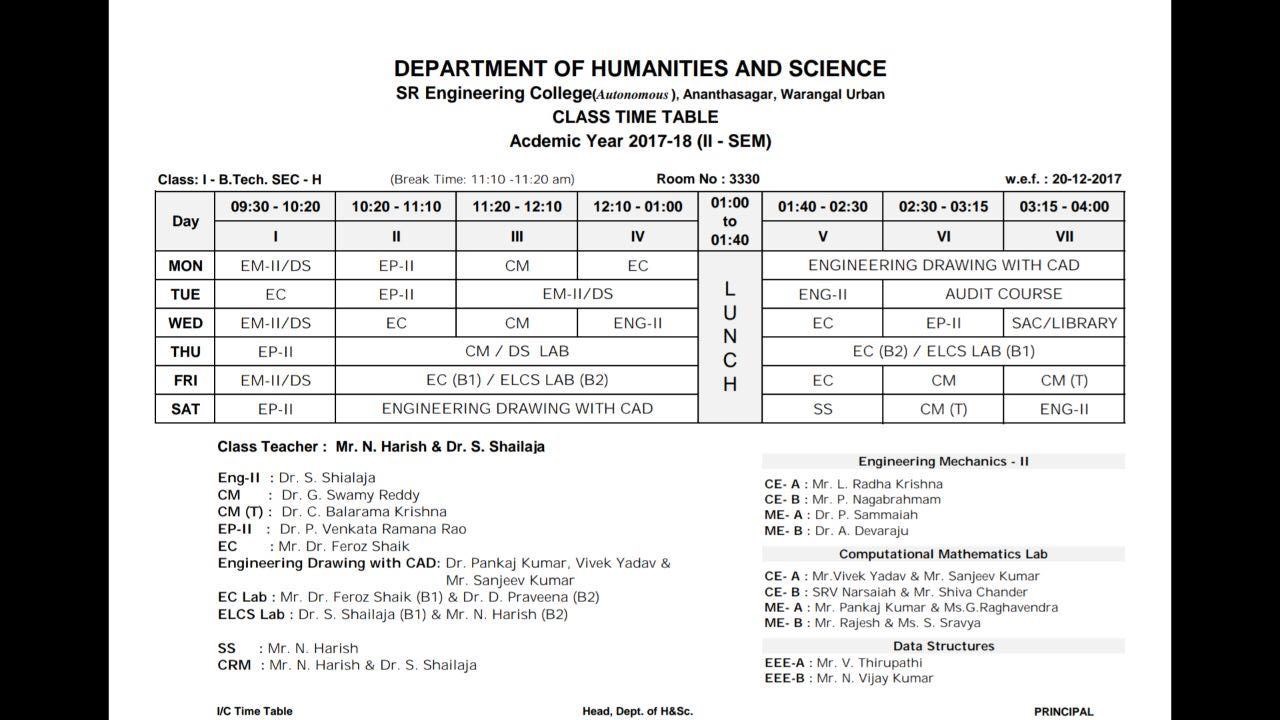 DEPARTMENT OF HUMANITIES AND SCIENCE
SR Engineering College(Autonomous ), Ananthasagar, Warangal Urban
CLASS TIME TABLE
Acdemic Year 2017-18 (II - SEM)
Class: I - B.Tech. SEC - H (Break Time: 11:10 -11:20 am) Room No : 3330 w.e.f. : 20-12-2017
Day 09:30 - 10:20 10:20 - 11:10 11:20 - 12:10 12:10 - 01:00 01:00 to 01:40 01:40 - 02:30 02:30 - 03:15 03:15 - 04:00
I II III IV V VI VII
MON EM-II/DS EP-II CM EC LUNCH ENGINEERING DRAWING WITH CAD
TUE EC EP-II EM-II/DS ENG-II AUDIT COURSE
WED EM-II/DS EC CM ENG-II EC EP-II SAC/LIBRARY
THU EP-II CM / DS LAB EC (B2) / ELCS LAB (B1)
FRI EM-II/DS EC (B1) / ELCS LAB (B2) EC CM CM (T)
SAT EP-II ENGINEERING DRAWING WITH CAD SS CM (T) ENG-II
Class Teacher : Mr. N. Harish & Dr. S. Shailaja
Eng-II : Dr. S. Shialaja
CM : Dr. G. Swamy Reddy
CM (T) : Dr. C. Balarama Krishna
EP-II : Dr. P. Venkata Ramana Rao
EC : Mr. Dr. Feroz Shaik
Engineering Drawing with CAD: Dr. Pankaj Kumar, Vivek Yadav &
Mr. Sanjeev Kumar
EC Lab : Mr. Dr. Feroz Shaik (B1) & Dr. D. Praveena (B2)
ELCS Lab : Dr. S. Shailaja (B1) & Mr. N. Harish (B2)
SS : Mr. N. Harish
CRM : Mr. N. Harish & Dr. S. Shailaja
Engineering Mechanics - II
CE- A : Mr. L. Radha Krishna
CE- B : Mr. P. Nagabrahmam
ME- A : Dr. P. Sammaiah
ME- B : Dr. A. Devaraju
Computational Mathematics Lab
CE- A : Mr.Vivek Yadav & Mr. Sanjeev Kumar
CE- B : SRV Narsaiah & Mr. Shiva Chander
ME- A : Mr. Pankaj Kumar & Ms.G.Raghavendra
ME- B : Mr. Rajesh & Ms. S. Sravya
Data Structures
EEE-A : Mr. V. Thirupathi
EEE-B : Mr. N. Vijay Kumar
I/C Time Table Head, Dept. of H&Sc. PRINCIPAL